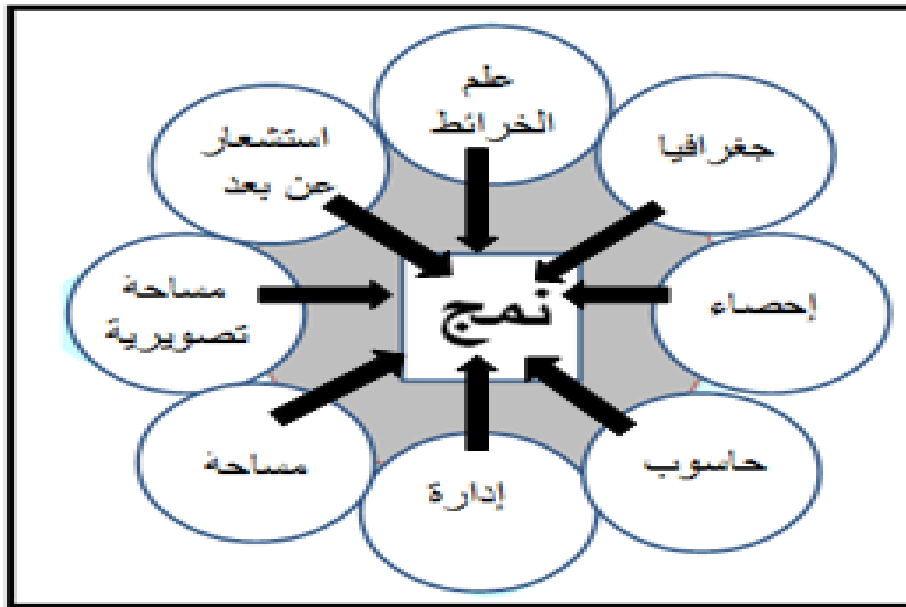 علم
الخرائط
جغرافيا
استشعار
عن بعد
إحصاء
مساحة
تصويرية
نمج
حاسوب
مساحة
إدارة